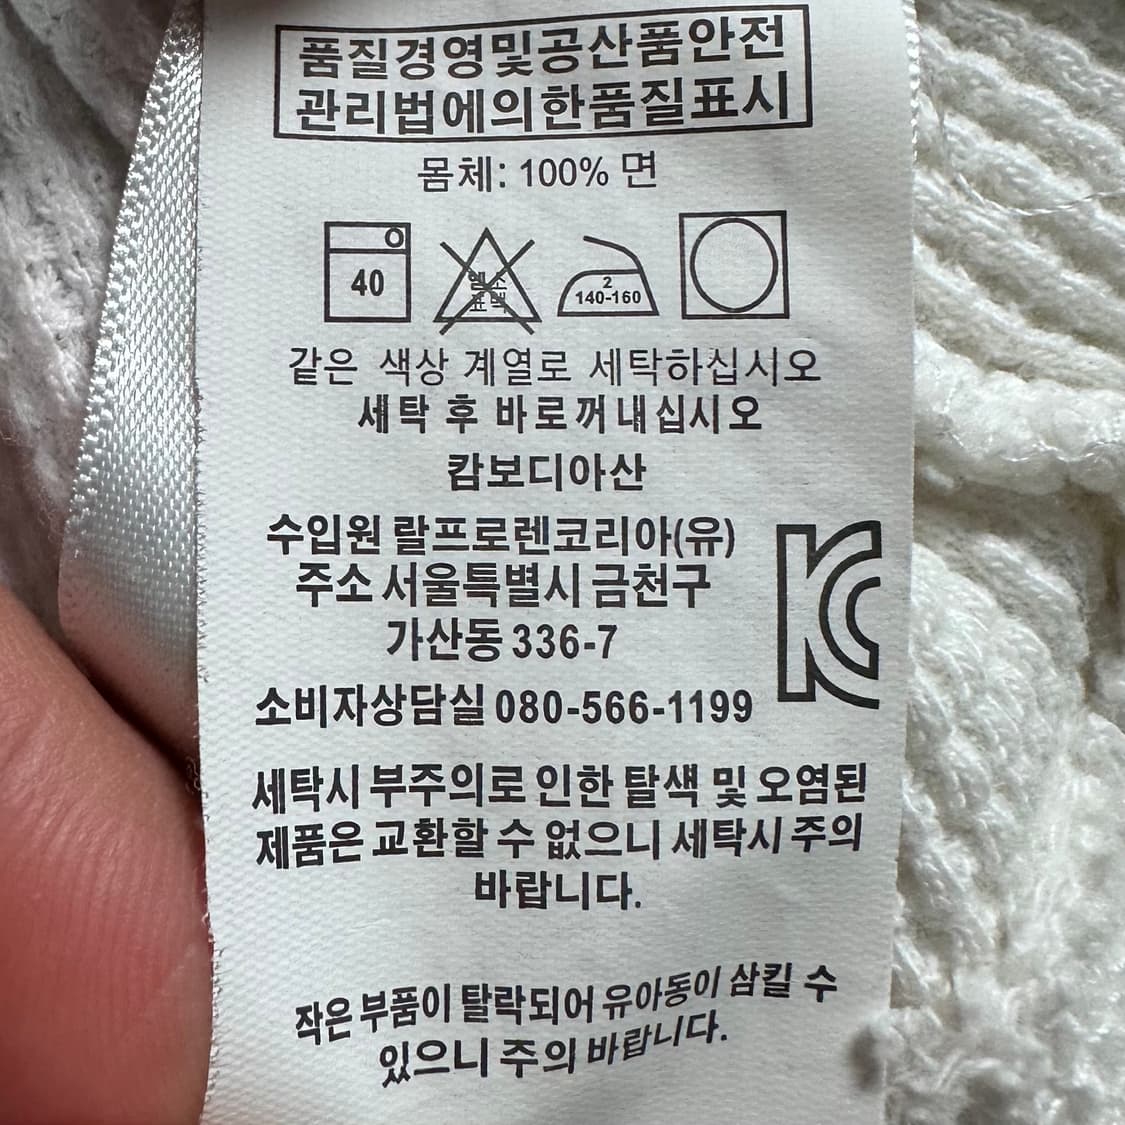 품질경영및공산품안전
관리법에의한품질표시
몸체: 100% 면
40
염소
표백
2
140-160
같은 색상 계열로 세탁하십시오
세탁 후 바로꺼내십시오
캄보디아산
수입원 랄프로렌코리아(유)
주소 서울특별시 금천구
가산동 336-7
KC
소비자상담실 080-566-1199
세탁시 부주의로 인한 탈색 및 오염된
제품은 교환할 수 없으니 세탁시 주의
바랍니다.
작은 부품이 탈락되어 유아동이 삼킬 수
있으니 주의 바랍니다.